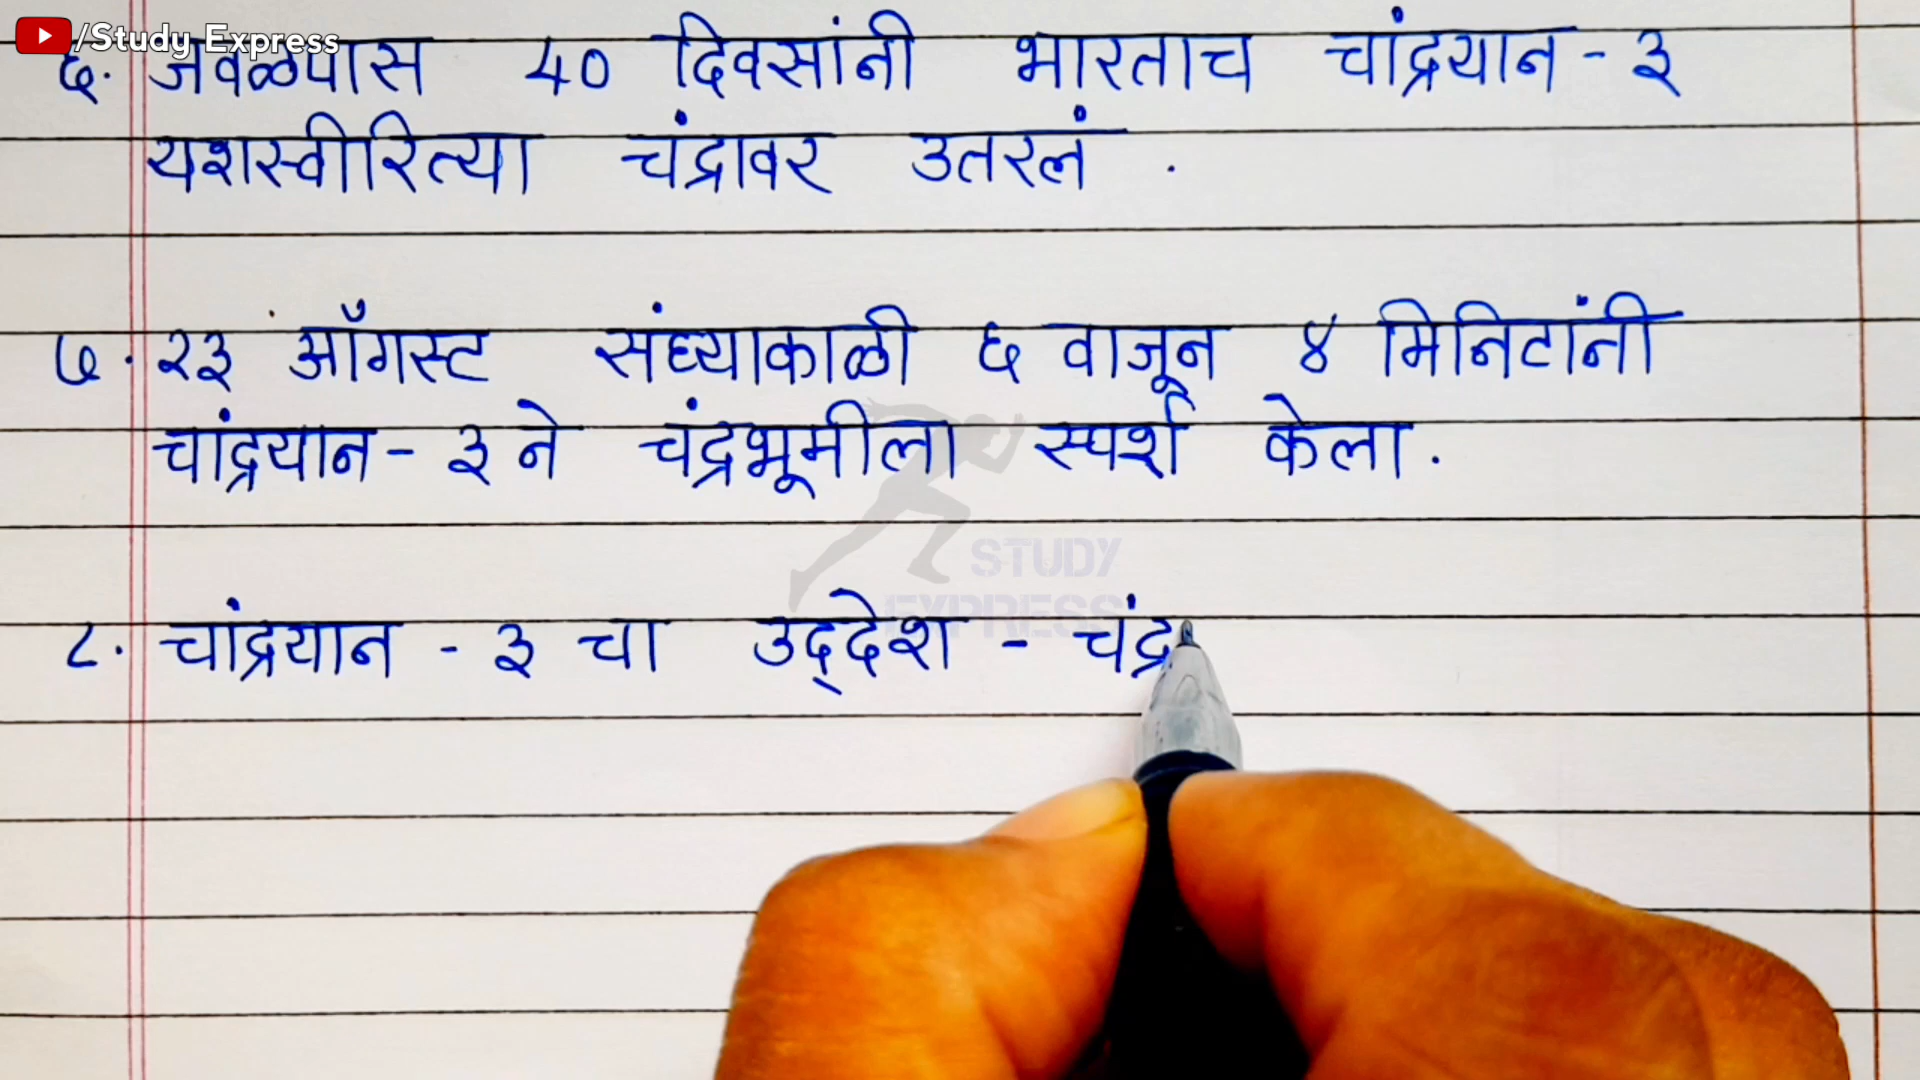 /Study Express
६. जवळपास 40 दिवसांनी भारताच चांद्रयान - ३
यशस्वीरित्या चंद्रावर उतरलं .
७. २३ ऑगस्ट संध्याकाळी ६ वाजून ४ मिनिटांनी
चांद्रयान - ३ ने चंद्रभूमीला स्पर्श केला.
STUDY
EXPRESS
८. चांद्रयान - ३ चा उद्‌देश - चंद्र